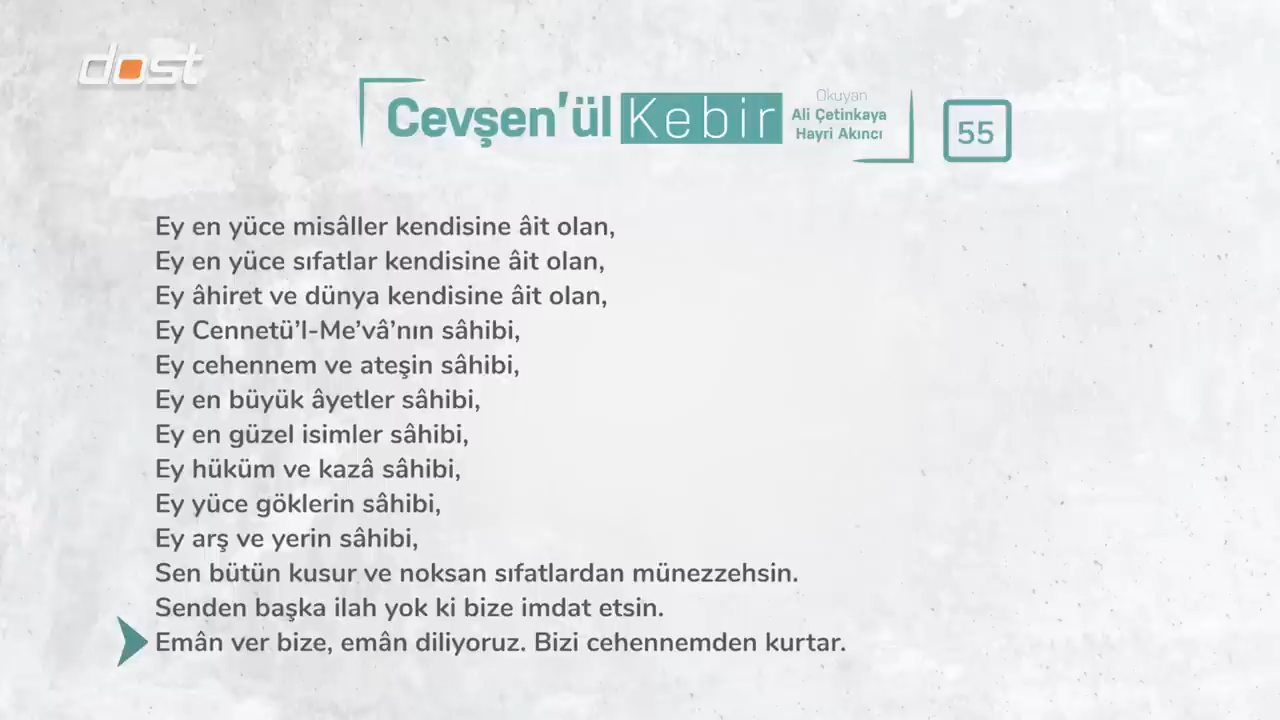 dost
Cevşen'ül Kebir
Okuyan
Ali Çetinkaya
Hayri Akıncı
55
Ey en yüce misâller kendisine âit olan,
Ey en yüce sıfatlar kendisine âit olan,
Ey âhiret ve dünya kendisine âit olan,
Ey Cennetü’l-Me’vâ’nın sâhibi,
Ey cehennem ve ateşin sâhibi,
Ey en büyük âyetler sâhibi,
Ey en güzel isimler sâhibi,
Ey hüküm ve kazâ sâhibi,
Ey yüce göklerin sâhibi,
Ey arş ve yerin sâhibi,
Sen bütün kusur ve noksan sıfatlardan münezzehsin.
Senden başka ilah yok ki bize imdat etsin.
Emân ver bize, emân diliyoruz. Bizi cehennemden kurtar.